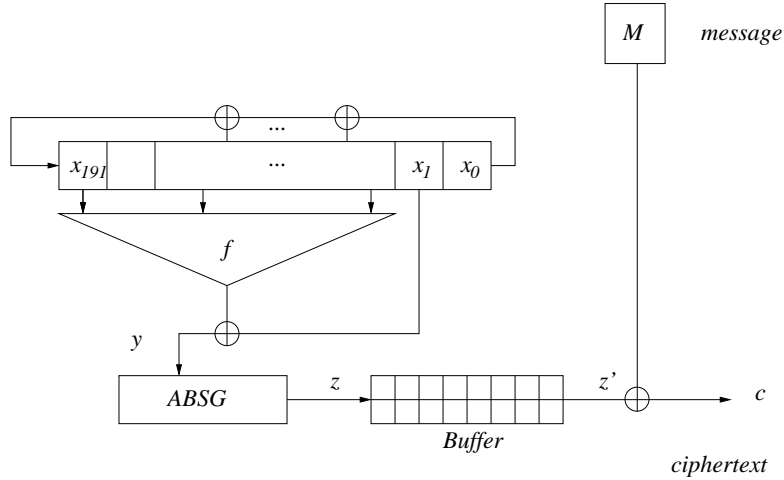 M message
...
x191 ... x1 x0
f
y
ABSG z z' c
Buffer
ciphertext